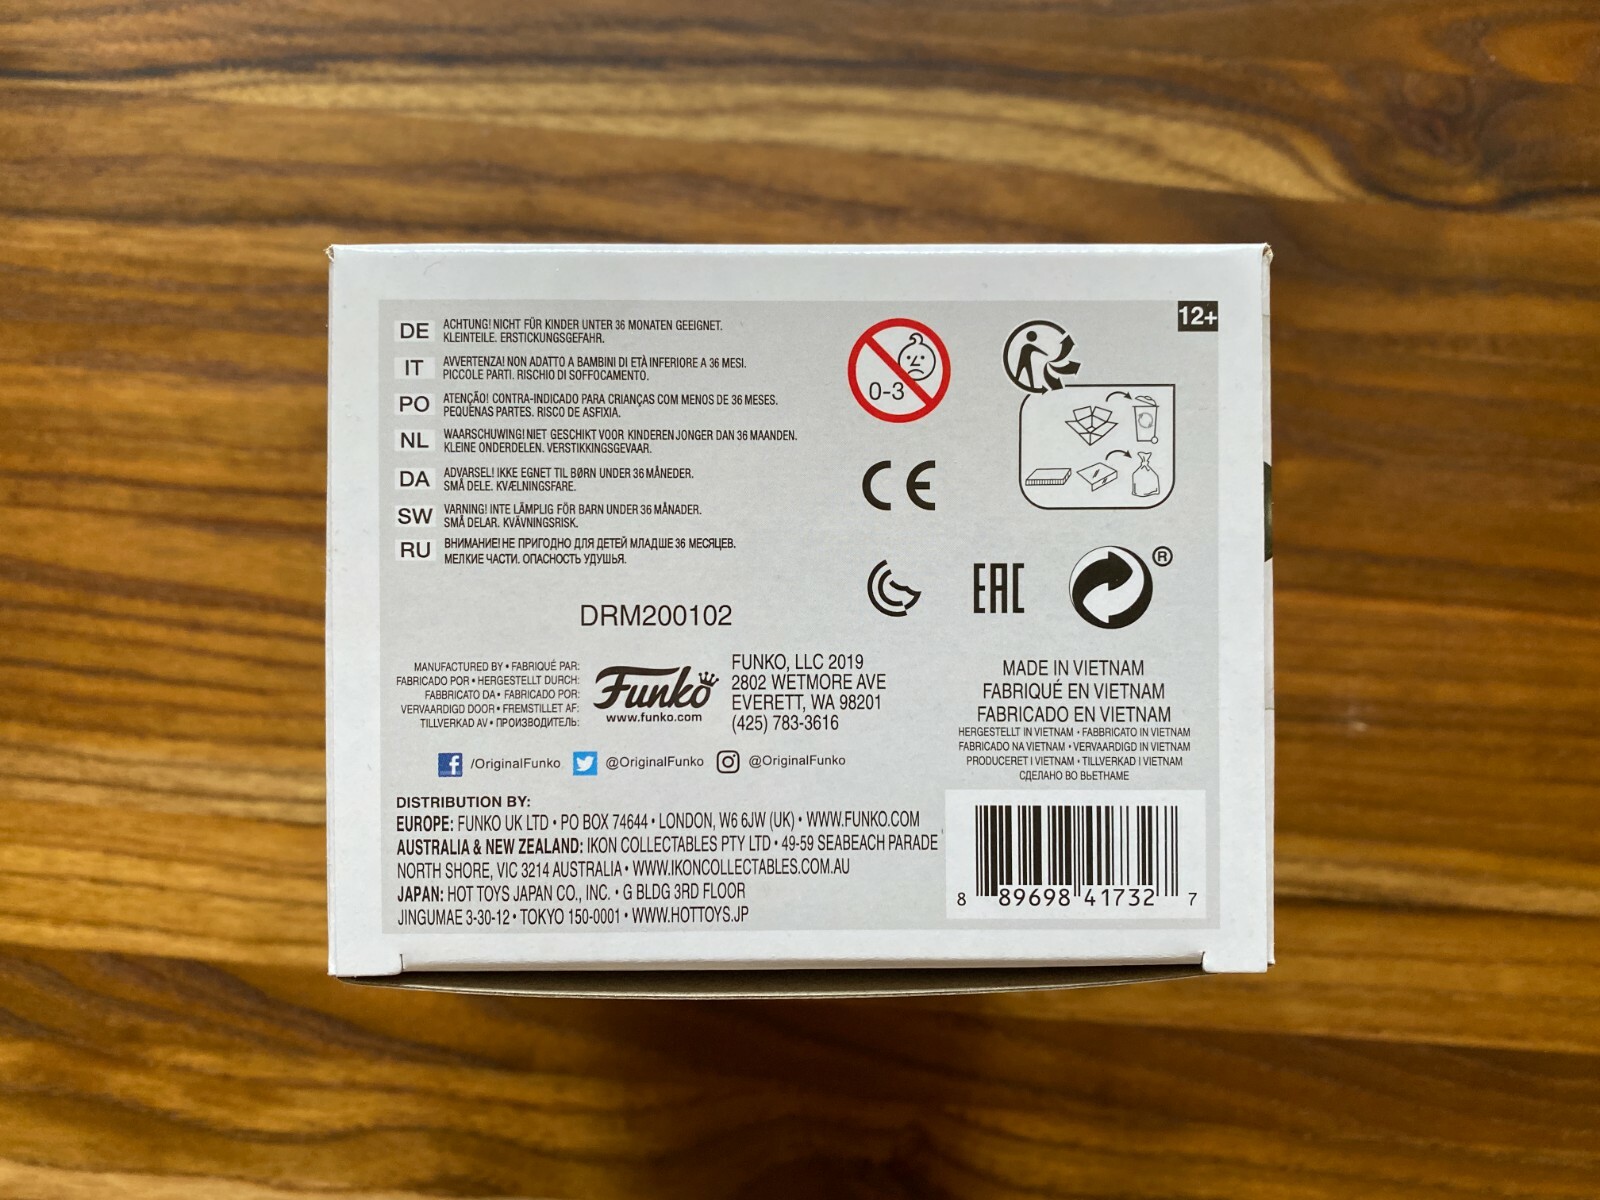 12+
DE ACHTUNG! NICHT FÜR KINDER UNTER 36 MONATEN GEEIGNET.
KLEINTEILE. ERSTICKUNGSGEFAHR.
IT AVVERTENZA! NON ADATTO A BAMBINI DI ETÀ INFERIORE A 36 MESI.
PICCOLE PARTI. RISCHIO DI SOFFOCAMENTO.
PO ATENÇÃO! CONTRA-INDICADO PARA CRIANÇAS COM MENOS DE 36 MESES.
PEQUENAS PARTES. RISCO DE ASFIXIA.
NL WAARSCHUWING! NIET GESCHIKT VOOR KINDEREN JONGER DAN 36 MAANDEN.
KLEINE ONDERDELEN. VERSTIKKINGSGEVAAR.
DA ADVARSEL! IKKE EGNET TIL BØRN UNDER 36 MÅNEDER.
SMÅ DELE. KVÆLNINGSFARE.
SW VARNING! INTE LÄMPLIG FÖR BARN UNDER 36 MÅNADER.
SMÅ DELAR. KVÄVNINGSRISK.
RU ВНИМАНИЕ! НЕ ПРИГОДНО ДЛЯ ДЕТЕЙ МЛАДШЕ 36 МЕСЯЦЕВ.
МЕЛКИЕ ЧАСТИ. ОПАСНОСТЬ УДУШЬЯ.
0-3
CE
EAC
®
DRM200102
MANUFACTURED BY • FABRIQUÉ PAR:
FABRICADO POR • HERGESTELLT DURCH:
FABBRICATO DA • FABRICADO POR:
VERVAARDIGD DOOR • FREMSTILLET AF:
TILLVERKAD AV • ПРОИЗВОДИТЕЛЬ:
Funko
www.funko.com
FUNKO, LLC 2019
2802 WETMORE AVE
EVERETT, WA 98201
(425) 783-3616
/OriginalFunko @OriginalFunko @OriginalFunko
MADE IN VIETNAM
FABRIQUÉ EN VIETNAM
FABRICADO EN VIETNAM
HERGESTELLT IN VIETNAM • FABBRICATO IN VIETNAM
FABRICADO NA VIETNAM • VERVAARDIGD IN VIETNAM
PRODUCERET I VIETNAM • TILLVERKAD I VIETNAM
СДЕЛАНО ВО ВЬЕТНАМЕ
DISTRIBUTION BY:
EUROPE: FUNKO UK LTD • PO BOX 74644 • LONDON, W6 6JW (UK) • WWW.FUNKO.COM
AUSTRALIA & NEW ZEALAND: IKON COLLECTABLES PTY LTD • 49-59 SEABEACH PARADE
NORTH SHORE, VIC 3214 AUSTRALIA • WWW.IKONCOLLECTABLES.COM.AU
JAPAN: HOT TOYS JAPAN CO., INC. • G BLDG 3RD FLOOR
JINGUMAE 3-30-12 • TOKYO 150-0001 • WWW.HOTTOYS.JP
8 89698 41732 7